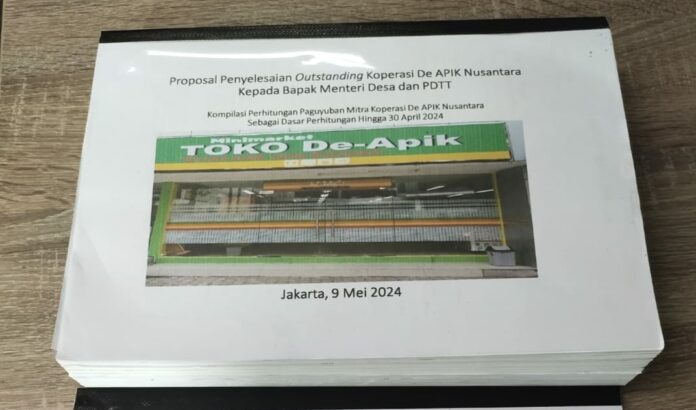 Proposal Penyelesaian Outstanding Koperasi De APIK Nusantara
Kepada Bapak Menteri Desa dan PDTT
Kompilasi Perhitungan Paguyuban Mitra Koperasi De APIK Nusantara
Sebagai Dasar Perhitungan Hingga 30 April 2024
Minimarket
TOKO De-Apik
Jakarta, 9 Mei 2024